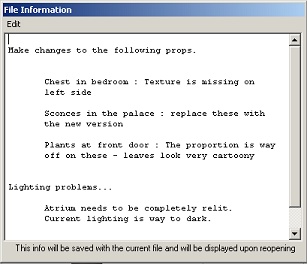 File Information
Edit
Make changes to the following props.
Chest in bedroom : Texture is missing on
left side
Sconces in the palace : replace these with
the new version
Plants at front door : The proportion is way
off on these - leaves look very cartoony
Lighting problems...
Atrium needs to be completely relit.
Current lighting is way to dark.
This info will be saved with the current file and will be displayed upon reopening